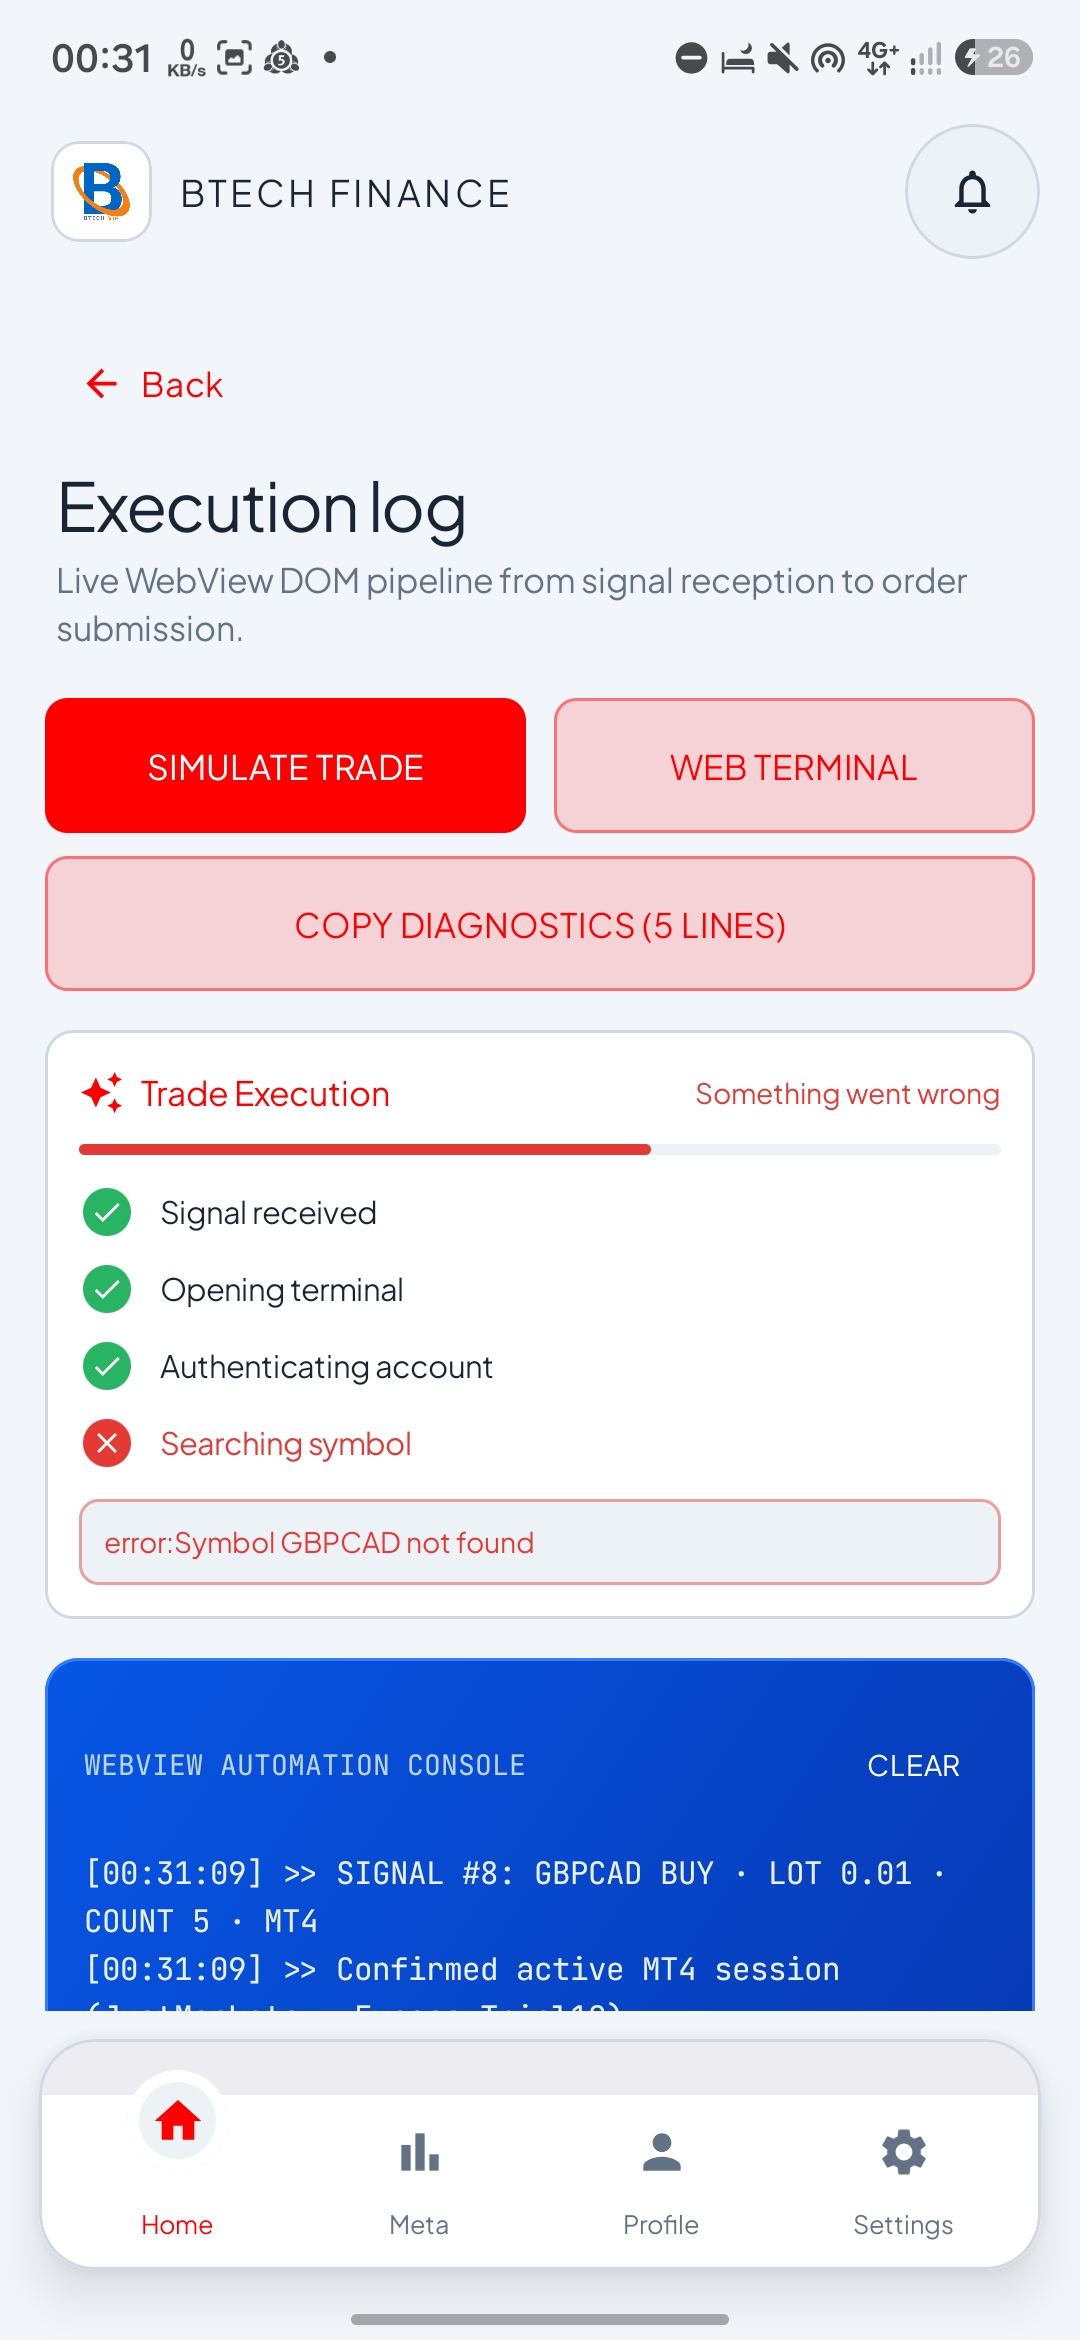 00:31
0
KB/s
5
4G+
26
B
BTECH VIP
BTECH FINANCE
Back
Execution log
Live WebView DOM pipeline from signal reception to order
submission.
SIMULATE TRADE
WEB TERMINAL
COPY DIAGNOSTICS (5 LINES)
Trade Execution
Something went wrong
Signal received
Opening terminal
Authenticating account
Searching symbol
error:Symbol GBPCAD not found
WEBVIEW AUTOMATION CONSOLE
CLEAR
[00:31:09] >> SIGNAL #8: GBPCAD BUY · LOT 0.01 ·
COUNT 5 · MT4
[00:31:09] >> Confirmed active MT4 session
Home
Meta
Profile
Settings